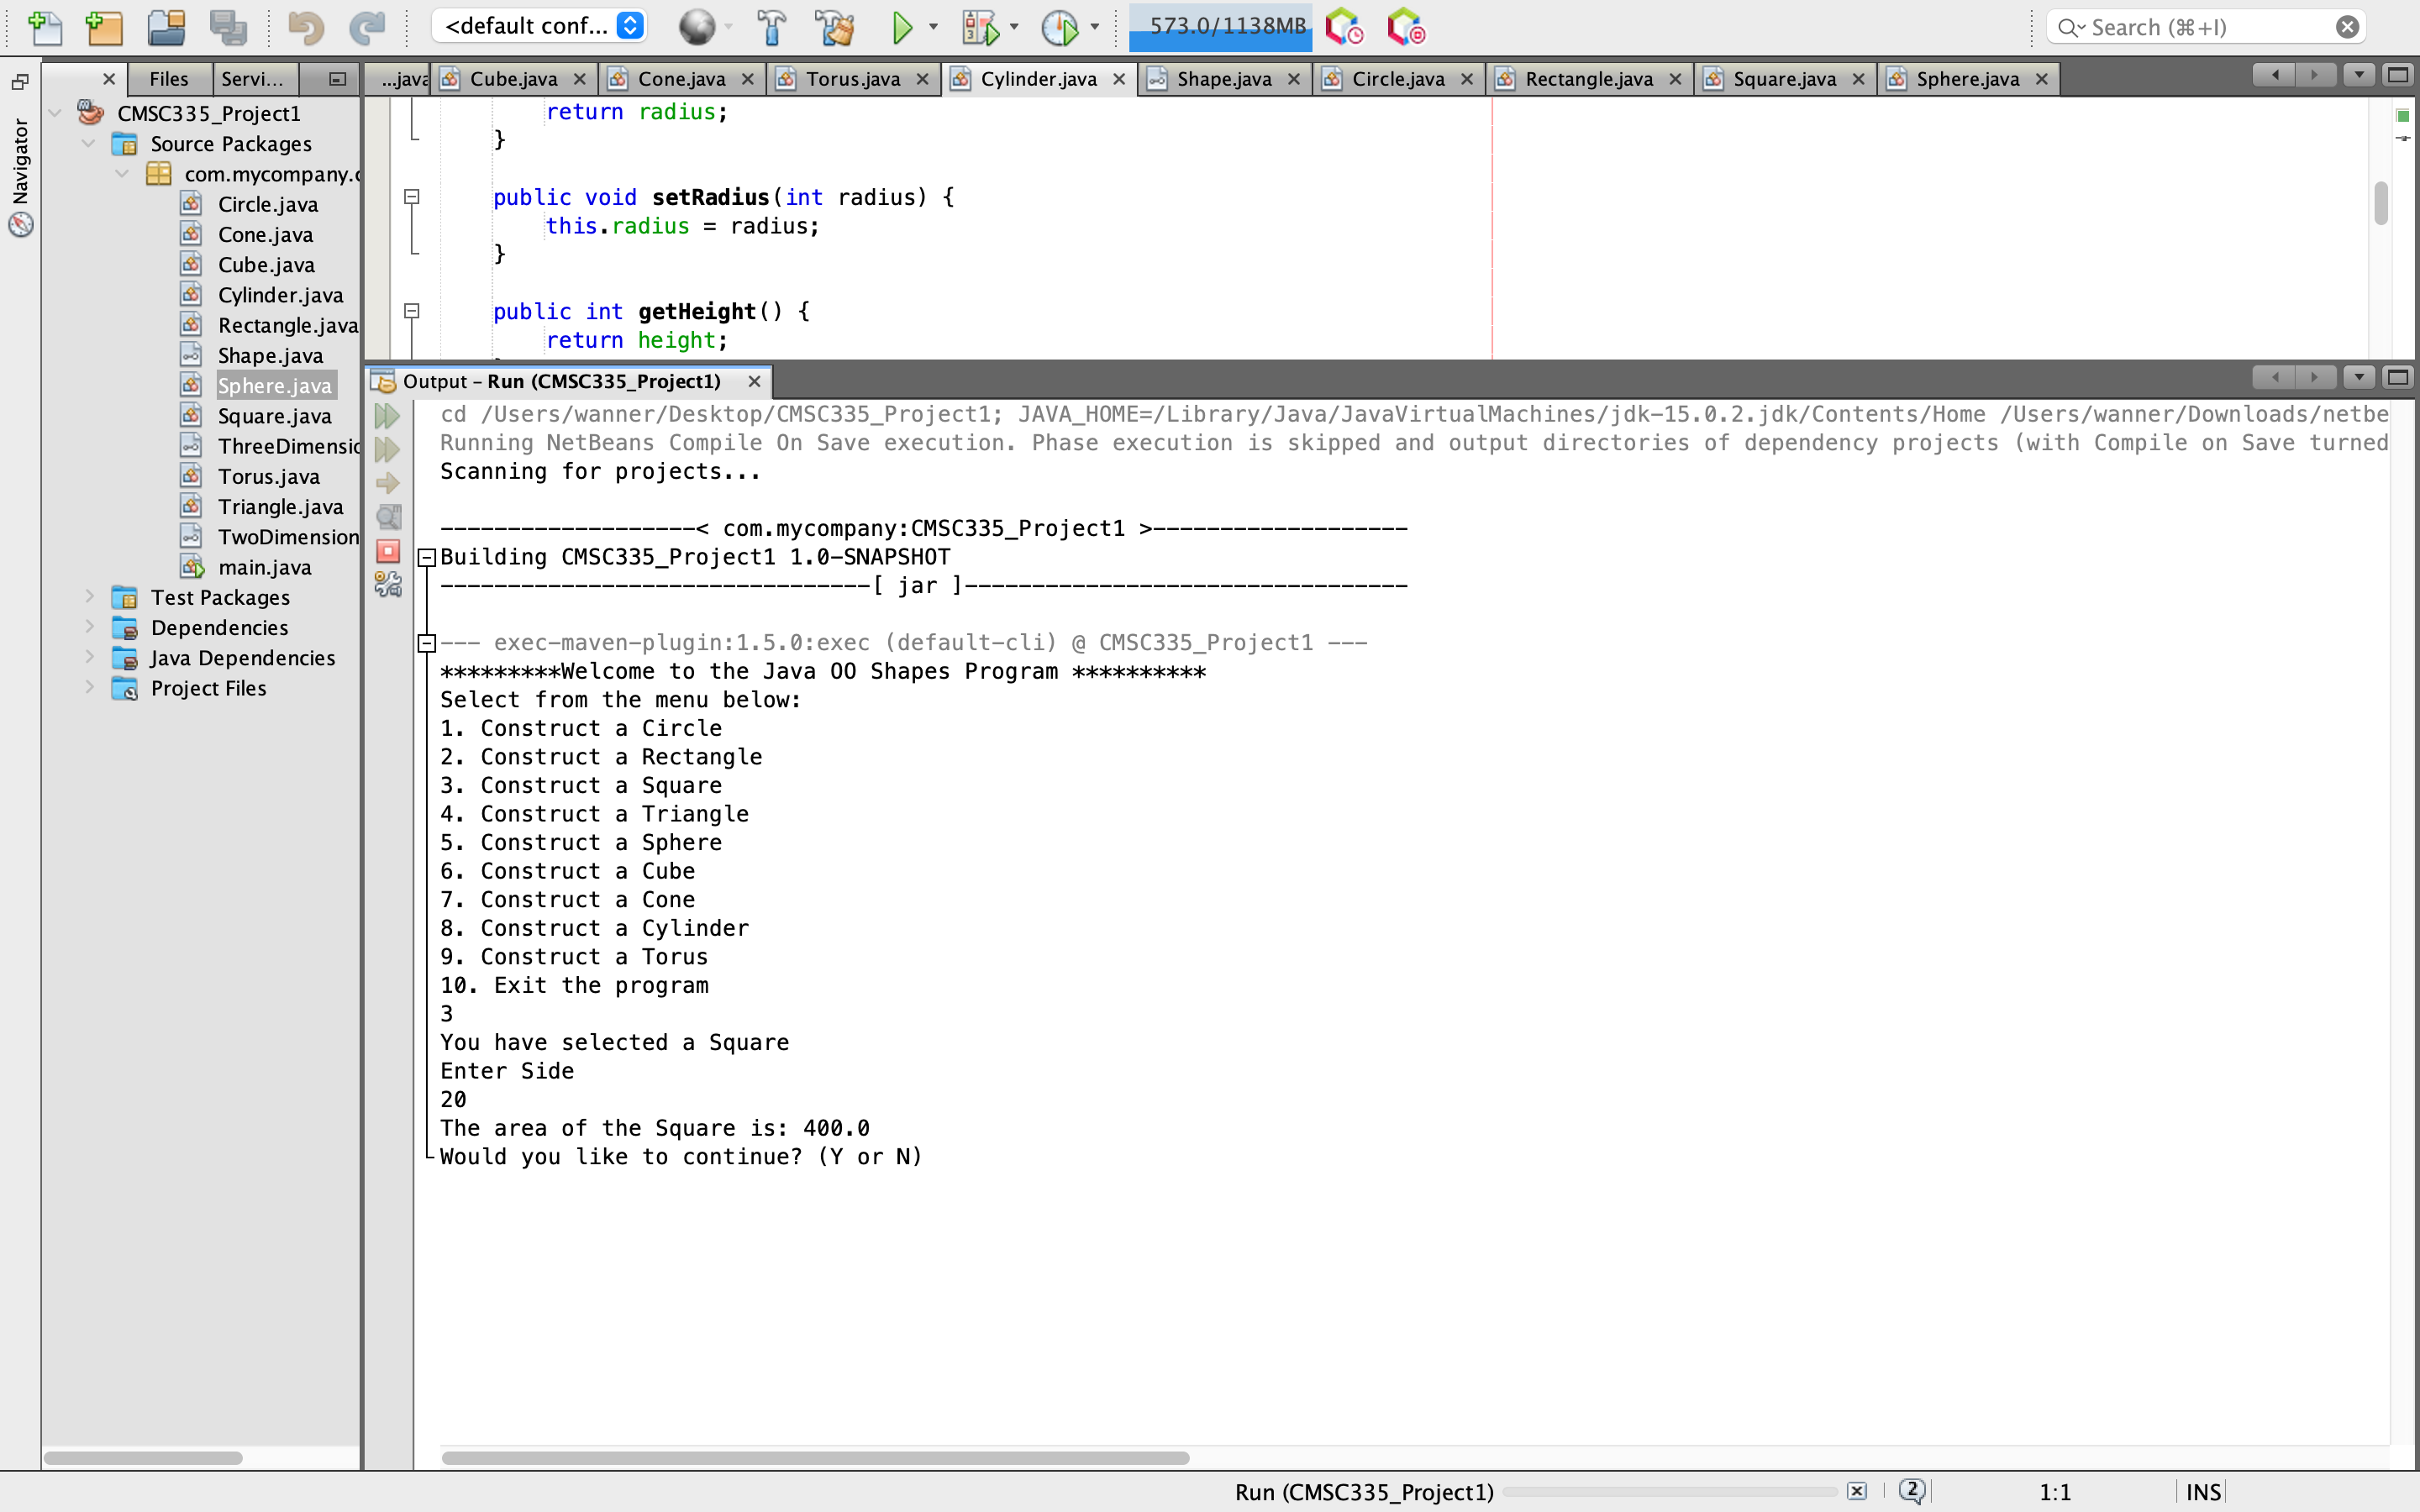 <default conf...
573.0/1138MB
Search (⌘+I)
Files
Servi...
...java
Cube.java
Cone.java
Torus.java
Cylinder.java
Shape.java
Circle.java
Rectangle.java
Square.java
Sphere.java
Navigator
CMSC335_Project1
Source Packages
com.mycompany.c
Circle.java
Cone.java
Cube.java
Cylinder.java
Rectangle.java
Shape.java
Sphere.java
Square.java
ThreeDimensio
Torus.java
Triangle.java
TwoDimension
main.java
Test Packages
Dependencies
Java Dependencies
Project Files
return radius;
}
public void setRadius(int radius) {
this.radius = radius;
}
public int getHeight() {
return height;
Output – Run (CMSC335_Project1)
cd /Users/wanner/Desktop/CMSC335_Project1; JAVA_HOME=/Library/Java/JavaVirtualMachines/jdk-15.0.2.jdk/Contents/Home /Users/wanner/Downloads/netbe
Running NetBeans Compile On Save execution. Phase execution is skipped and output directories of dependency projects (with Compile on Save turned
Scanning for projects...
-------------------< com.mycompany:CMSC335_Project1 >-------------------
Building CMSC335_Project1 1.0-SNAPSHOT
--------------------------------[ jar ]---------------------------------
--- exec-maven-plugin:1.5.0:exec (default-cli) @ CMSC335_Project1 ---
*********Welcome to the Java OO Shapes Program **********
Select from the menu below:
1. Construct a Circle
2. Construct a Rectangle
3. Construct a Square
4. Construct a Triangle
5. Construct a Sphere
6. Construct a Cube
7. Construct a Cone
8. Construct a Cylinder
9. Construct a Torus
10. Exit the program
3
You have selected a Square
Enter Side
20
The area of the Square is: 400.0
Would you like to continue? (Y or N)
Run (CMSC335_Project1)
2
1:1
INS